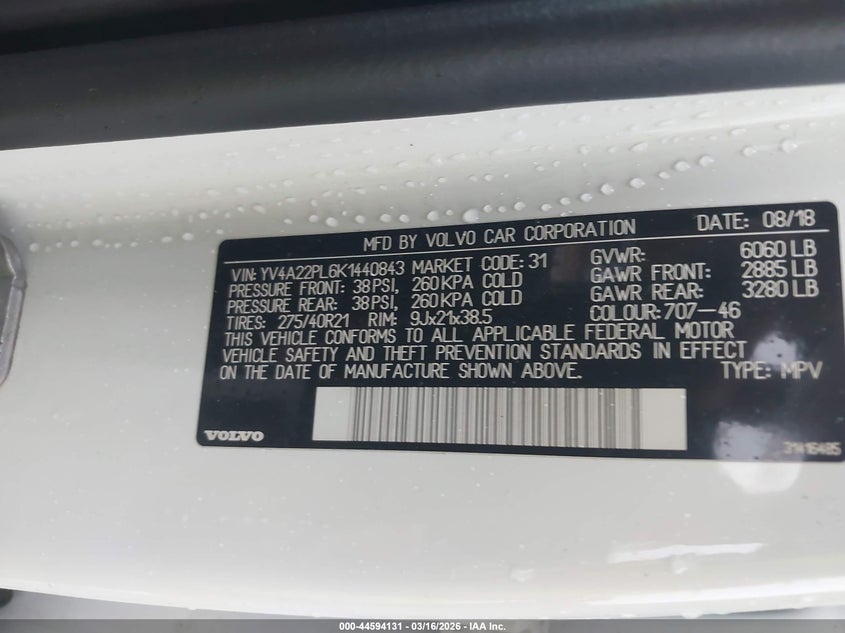 MFD BY VOLVO CAR CORPORATION DATE: 08/18
VIN: YV4A22PL6K1440843 MARKET CODE: 31 GVWR: 6060 LB
PRESSURE FRONT: 38 PSI, 260 KPA COLD GAWR FRONT: 2885 LB
PRESSURE REAR: 38 PSI, 260 KPA COLD GAWR REAR: 3280 LB
TIRES: 275/40R21 RIM: 9Jx21x38.5 COLOUR: 707-46
THIS VEHICLE CONFORMS TO ALL APPLICABLE FEDERAL MOTOR
VEHICLE SAFETY AND THEFT PREVENTION STANDARDS IN EFFECT
ON THE DATE OF MANUFACTURE SHOWN ABOVE. TYPE: MPV
VOLVO
000-44594131 - 03/16/2026 - IAA Inc.